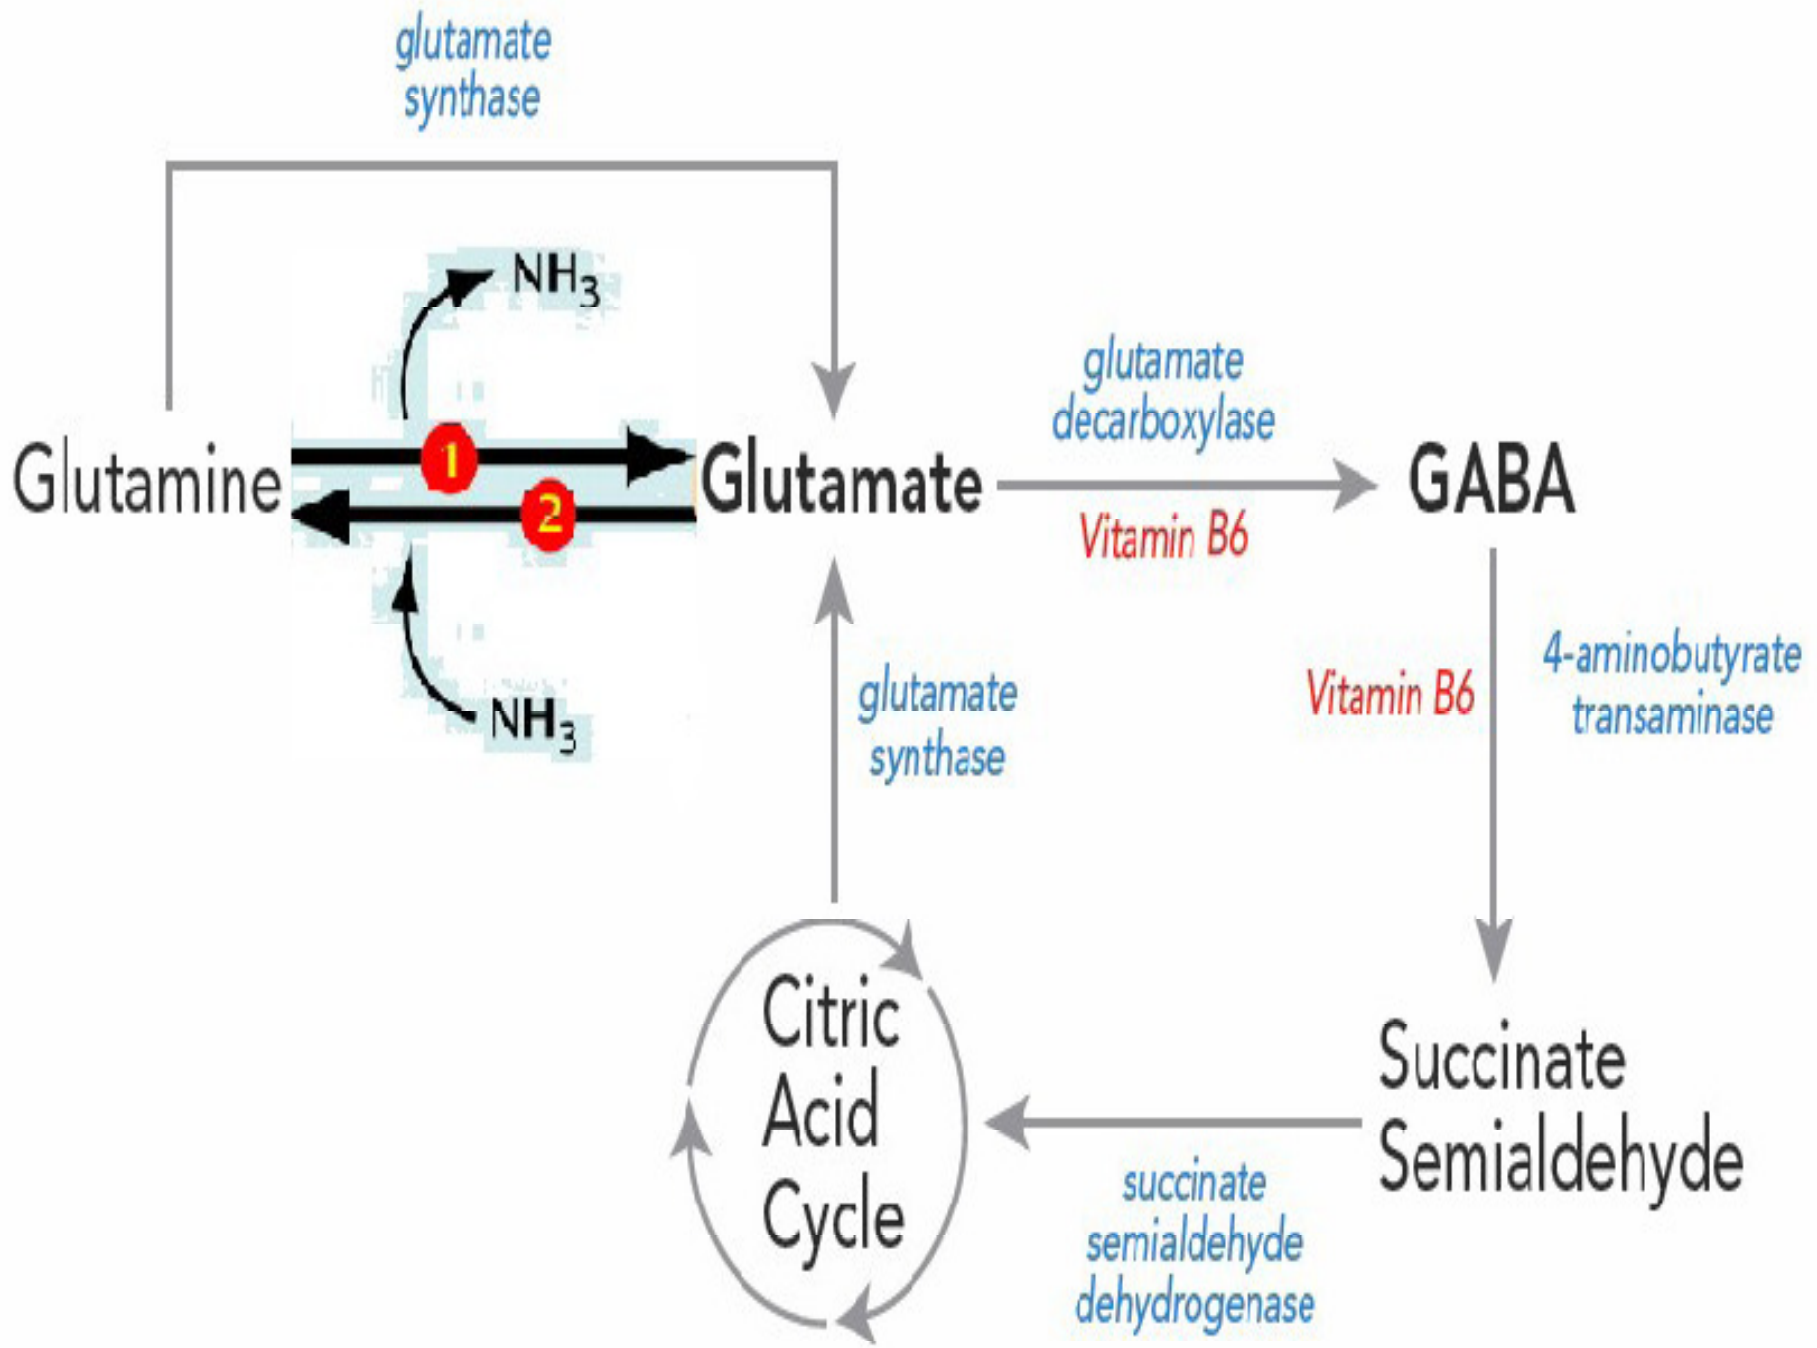 glutamate
synthase
NH3
1
Glutamine
Glutamate
2
NH3
glutamate
decarboxylase
Vitamin B6
GABA
glutamate
synthase
Vitamin B6
4-aminobutyrate
transaminase
Citric
Acid
Cycle
Succinate
Semialdehyde
succinate
semialdehyde
dehydrogenase